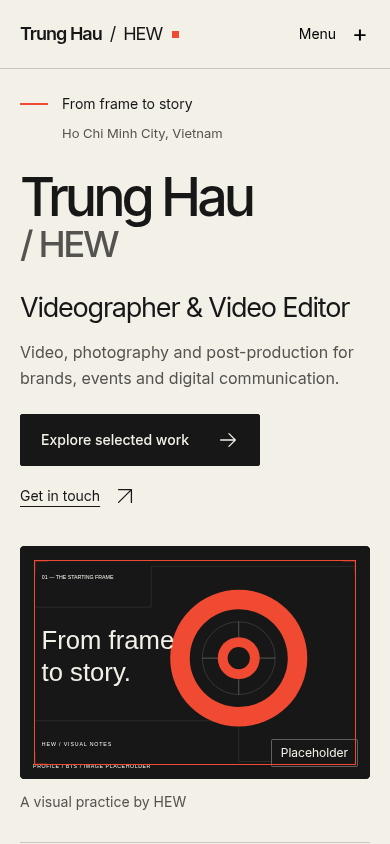 Trung Hau / HEW
Menu +
From frame to story
Ho Chi Minh City, Vietnam
Trung Hau
/ HEW
Videographer & Video Editor
Video, photography and post-production for
brands, events and digital communication.
Explore selected work
Get in touch
01 — THE STARTING FRAME
From frame
to story.
HEW / VISUAL NOTES
Placeholder
PROFILE / BTS / IMAGE PLACEHOLDER
A visual practice by HEW